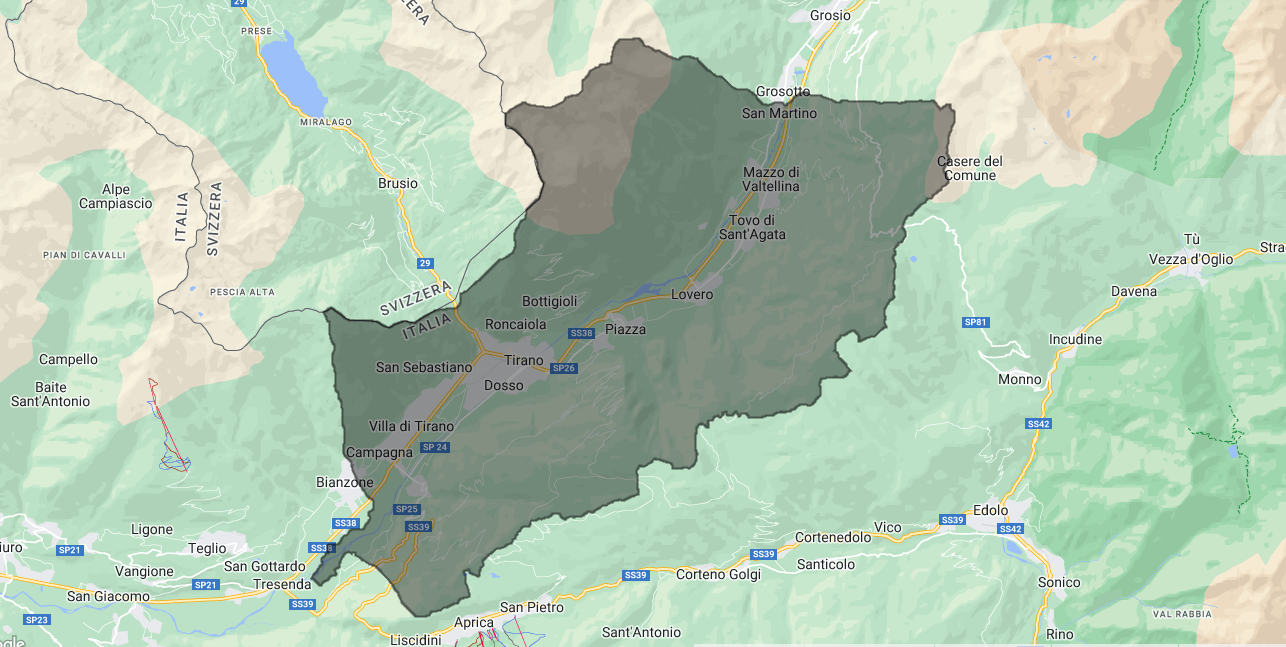 29
VIZZERA
Grosio
PRESE
Grosotto
San Martino
MIRALAGO
Casere del
Comune
Mazzo di
Valtellina
Brusio
Alpe
Campiascio
ITALIA
SVIZZERA
Tovo di
Sant'Agata
Tù
Vezza d'Oglio
Stra
PIAN DI CAVALLI
29
PESCIA ALTA
SVIZZERA
ITALIA
Davena
Bottigioli
Lovero
Roncaiola
SS38
Piazza
SP81
Incudine
Campello
San Sebastiano
Tirano
SP26
Baite
Sant'Antonio
Dosso
Monno
Villa di Tirano
SS42
SP 24
Campagna
Bianzone
SP25
SS38
SS39
Edolo
SS39
SS42
Ligone
Vico
Cortenedolo
iuro
SP21
Teglio
SS38
SS39
San Gottardo
Santicolo
Vangione
Tresenda
SP21
SS39
Corteno Golgi
Sonico
San Giacomo
SS39
San Pietro
VAL RABBIA
SP23
Aprica
Sant'Antonio
Rino
Liscidini